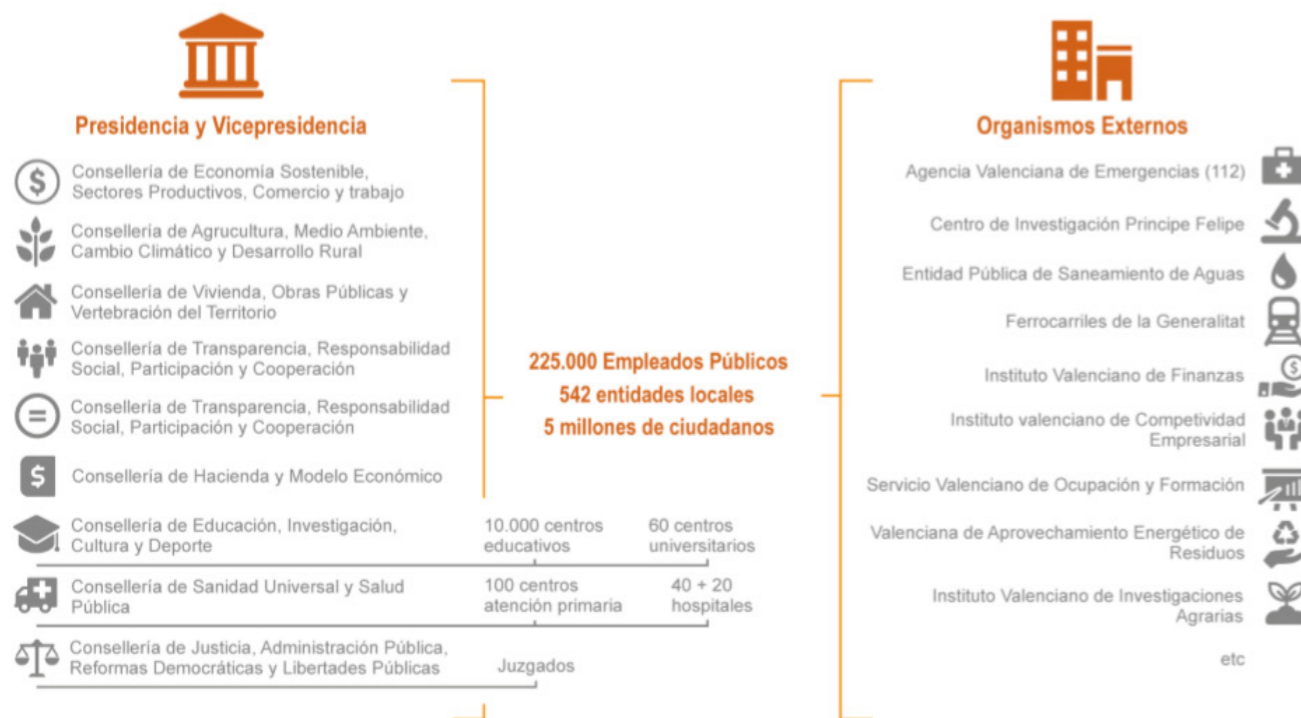 Presidencia y Vicepresidencia
Consellería de Economía Sostenible,
Sectores Productivos, Comercio y trabajo
Consellería de Agrucultura, Medio Ambiente,
Cambio Climático y Desarrollo Rural
Consellería de Vivienda, Obras Públicas y
Vertebración del Territorio
Consellería de Transparencia, Responsabilidad
Social, Participación y Cooperación
Consellería de Transparencia, Responsabilidad
Social, Participación y Cooperación
Consellería de Hacienda y Modelo Económico
Consellería de Educación, Investigación,
Cultura y Deporte
10.000 centros
educativos
60 centros
universitarios
Consellería de Sanidad Universal y Salud
Pública
100 centros
atención primaria
40 + 20
hospitales
Consellería de Justicia, Administración Pública,
Reformas Democráticas y Libertades Públicas
Juzgados
225.000 Empleados Públicos
542 entidades locales
5 millones de ciudadanos
Organismos Externos
Agencia Valenciana de Emergencias (112)
Centro de Investigación Principe Felipe
Entidad Pública de Saneamiento de Aguas
Ferrocarriles de la Generalitat
Instituto Valenciano de Finanzas
Instituto valenciano de Competividad
Empresarial
Servicio Valenciano de Ocupación y Formación
Valenciana de Aprovechamiento Energético de
Residuos
Instituto Valenciano de Investigaciones
Agrarias
etc